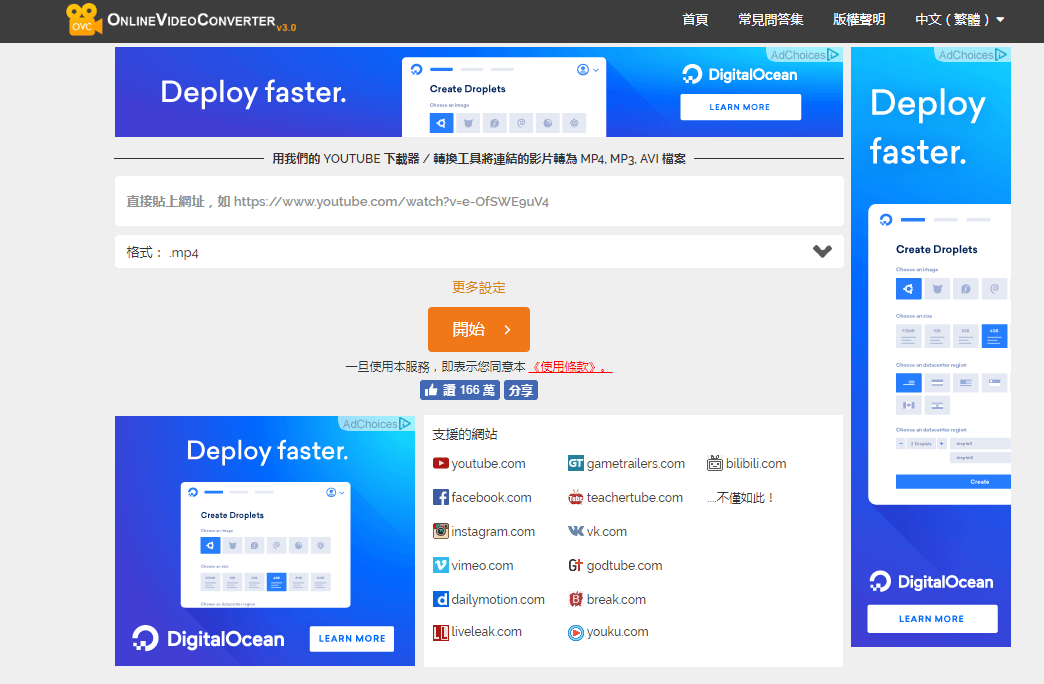 OVC OnlineVideoConverter v3.0
首頁 常見問答集 版權聲明 中文 ( 繁體 )
AdChoices
Deploy faster.
Create Droplets
Choose an image
DigitalOcean
LEARN MORE
用我們的 YOUTUBE 下載器 / 轉換工具將連結的影片轉為 MP4, MP3, AVI 檔案
直接貼上網址，如 https://www.youtube.com/watch?v=e-OfSWE9uV4
格式： .mp4
更多設定
開始
一旦使用本服務，即表示您同意本 《使用條款》。
讚 166 萬 分享
AdChoices
Deploy faster.
Create Droplets
Choose an image
Choose an size
Choose an datacenter region
DigitalOcean
LEARN MORE
支援的網站
youtube.com gametrailers.com bilibili.com
facebook.com teachertube.com ....不僅如此！
instagram.com vk.com
vimeo.com godtube.com
dailymotion.com break.com
liveleak.com youku.com
AdChoices
Deploy
faster.
Create Droplets
Choose an image
Choose an size
Choose an datacenter region
Choose an datacenter region
2 Droplets
droplet1
droplet2
Create
DigitalOcean
LEARN MORE